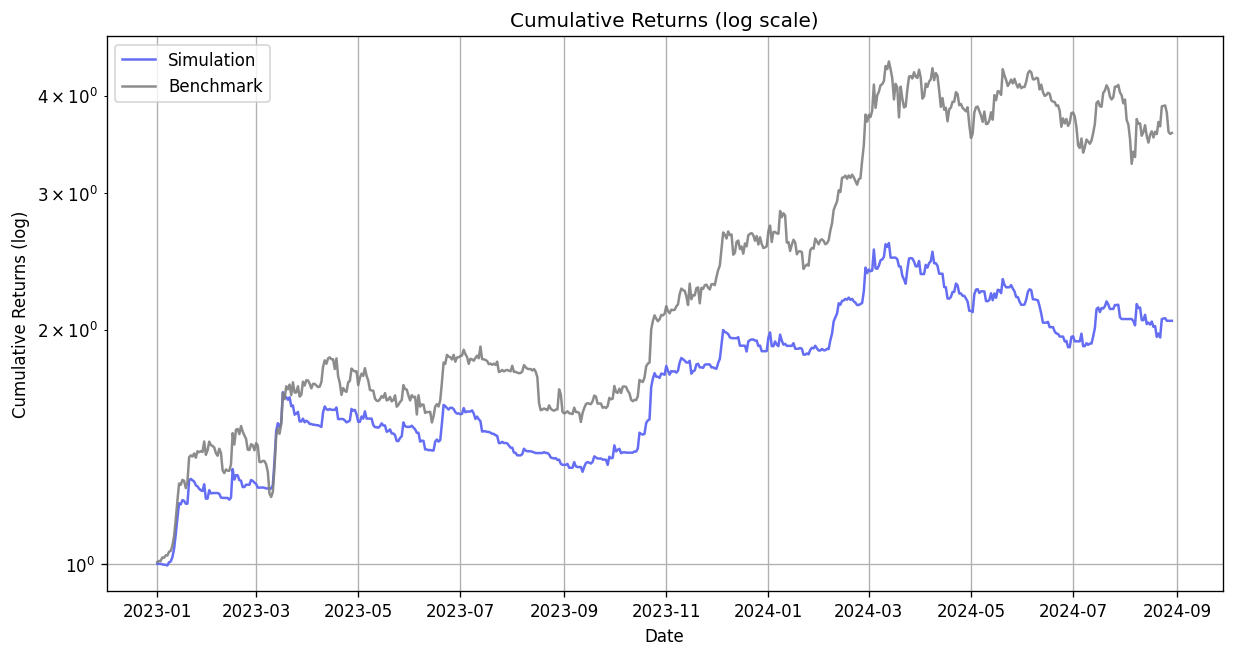 Cumulative Returns (log scale)
Simulation
Benchmark
Cumulative Returns (log)
4 × 10⁰
3 × 10⁰
2 × 10⁰
10⁰
2023-01 2023-03 2023-05 2023-07 2023-09 2023-11 2024-01 2024-03 2024-05 2024-07 2024-09
Date